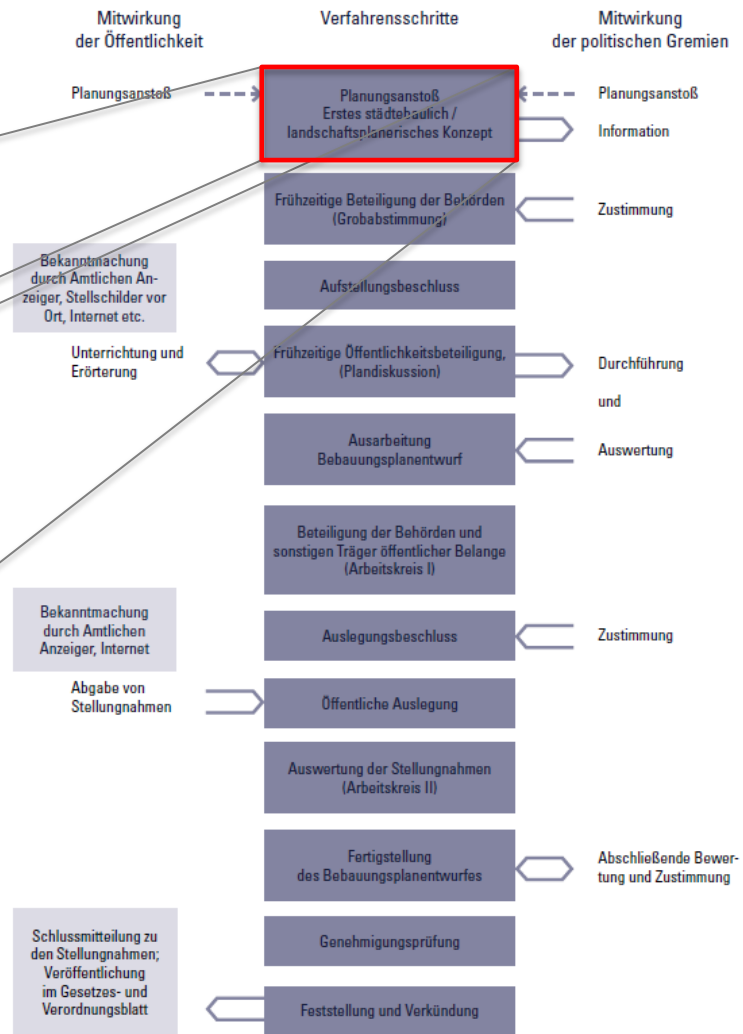 Mitwirkung
der Öffentlichkeit
Verfahrensschritte
Mitwirkung
der politischen Gremien
Planungsanstoß
Planungsanstoß
Erstes städtebaulich /
landschaftsplanerisches Konzept
Planungsanstoß
Information
Frühzeitige Beteiligung der Behörden
(Grobabstimmung)
Zustimmung
Bekanntmachung
durch Amtlichen An-
zeiger, Stellschilder vor
Ort, Internet etc.
Aufstellungsbeschluss
Unterrichtung und
Erörterung
Frühzeitige Öffentlichkeitsbeteiligung,
(Plandiskussion)
Durchführung
und
Ausarbeitung
Bebauungsplanentwurf
Auswertung
Beteiligung der Behörden und
sonstigen Träger öffentlicher Belange
(Arbeitskreis I)
Bekanntmachung
durch Amtlichen
Anzeiger, Internet
Auslegungsbeschluss
Zustimmung
Abgabe von
Stellungnahmen
Öffentliche Auslegung
Auswertung der Stellungnahmen
(Arbeitskreis II)
Fertigstellung
des Bebauungsplanentwurfes
Abschließende Bewer-
tung und Zustimmung
Schlussmitteilung zu
den Stellungnahmen;
Veröffentlichung
im Gesetzes- und
Verordnungsblatt
Genehmigungsprüfung
Feststellung und Verkündung